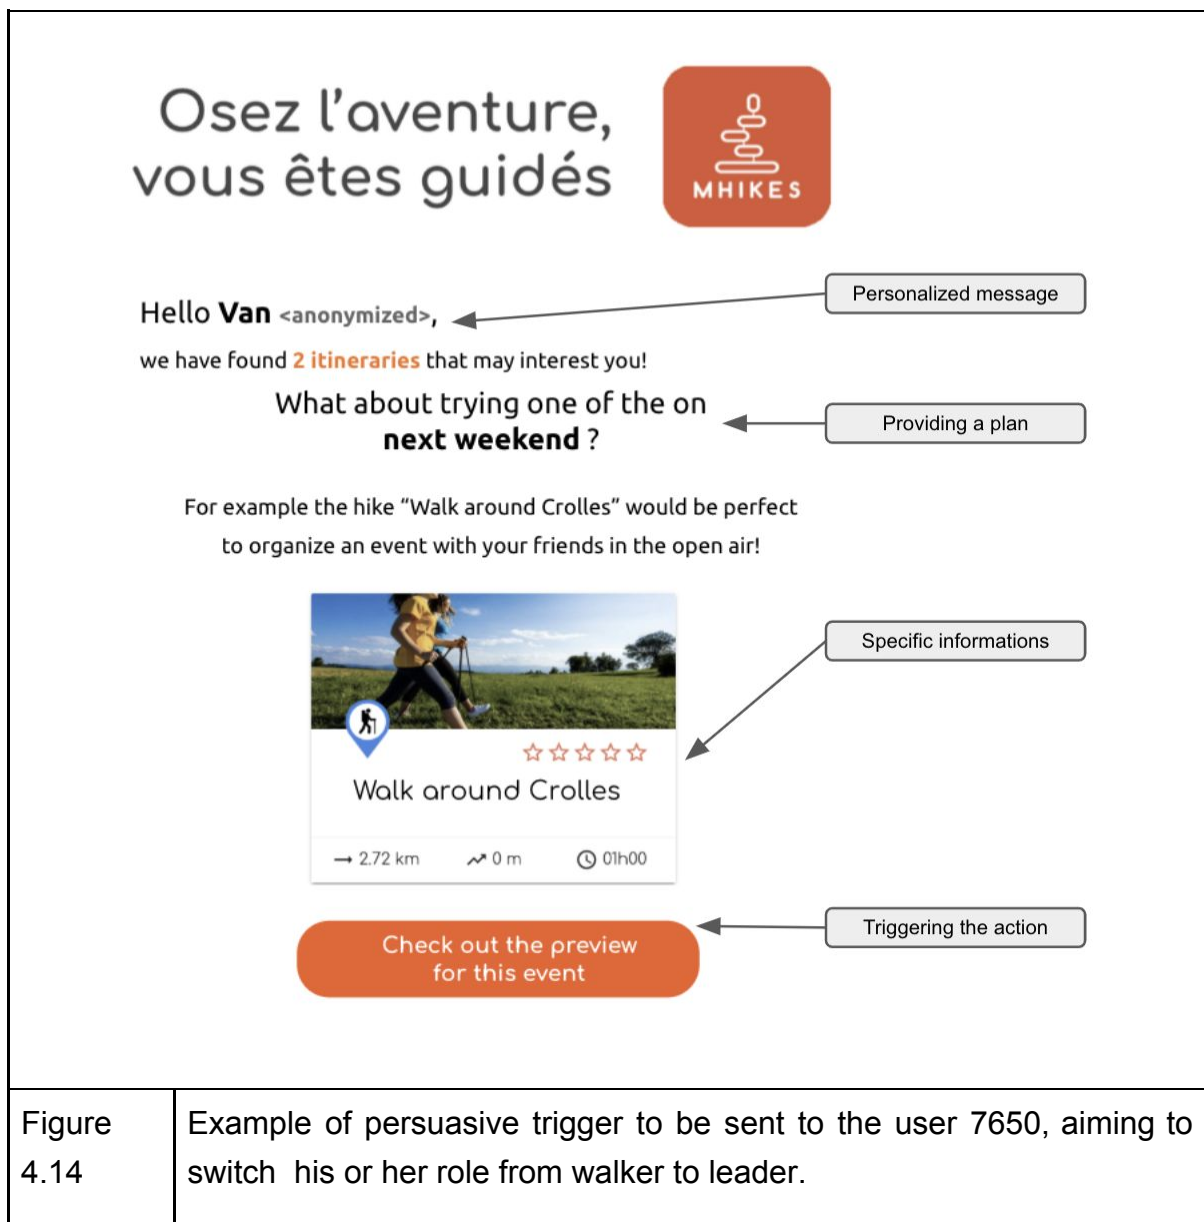 Osez l'aventure,
vous êtes guidés
MHIKES
Hello Van <anonymized>,
Personalized message
we have found 2 itineraries that may interest you!
What about trying one of the on
next weekend ?
Providing a plan
For example the hike “Walk around Crolles” would be perfect
to organize an event with your friends in the open air!
Specific informations
Walk around Crolles
2.72 km
0 m
01h00
Triggering the action
Check out the preview
for this event
Figure
4.14
Example of persuasive trigger to be sent to the user 7650, aiming to
switch his or her role from walker to leader.